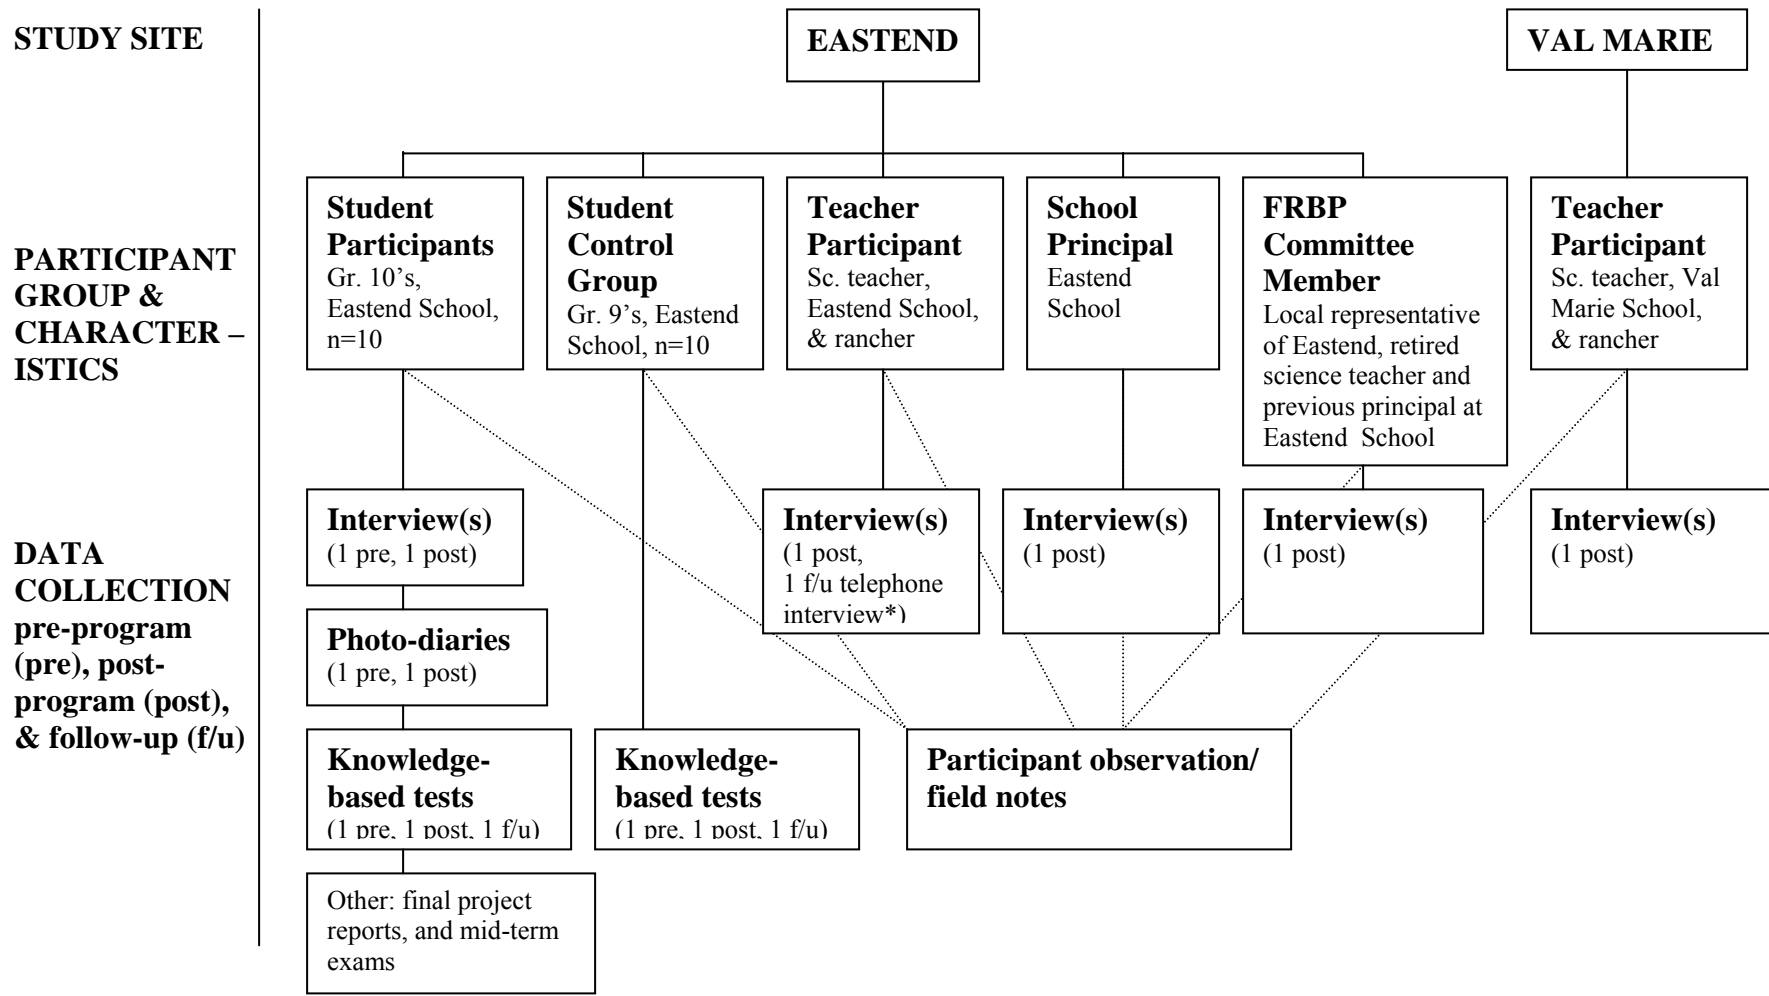 STUDY SITE
EASTEND
VAL MARIE
PARTICIPANT
GROUP &
CHARACTER –
ISTICS
Student
Participants
Gr. 10’s,
Eastend School,
n=10
Student
Control
Group
Gr. 9’s, Eastend
School, n=10
Teacher
Participant
Sc. teacher,
Eastend School,
& rancher
School
Principal
Eastend
School
FRBP
Committee
Member
Local representative
of Eastend, retired
science teacher and
previous principal at
Eastend School
Teacher
Participant
Sc. teacher, Val
Marie School,
& rancher
DATA
COLLECTION
pre-program
(pre), post-
program (post),
& follow-up (f/u)
Interview(s)
(1 pre, 1 post)
Photo-diaries
(1 pre, 1 post)
Knowledge-
based tests
(1 pre, 1 post, 1 f/u)
Other: final project
reports, and mid-term
exams
Knowledge-
based tests
(1 pre, 1 post, 1 f/u)
Interview(s)
(1 post,
1 f/u telephone
interview*)
Interview(s)
(1 post)
Interview(s)
(1 post)
Interview(s)
(1 post)
Participant observation/
field notes